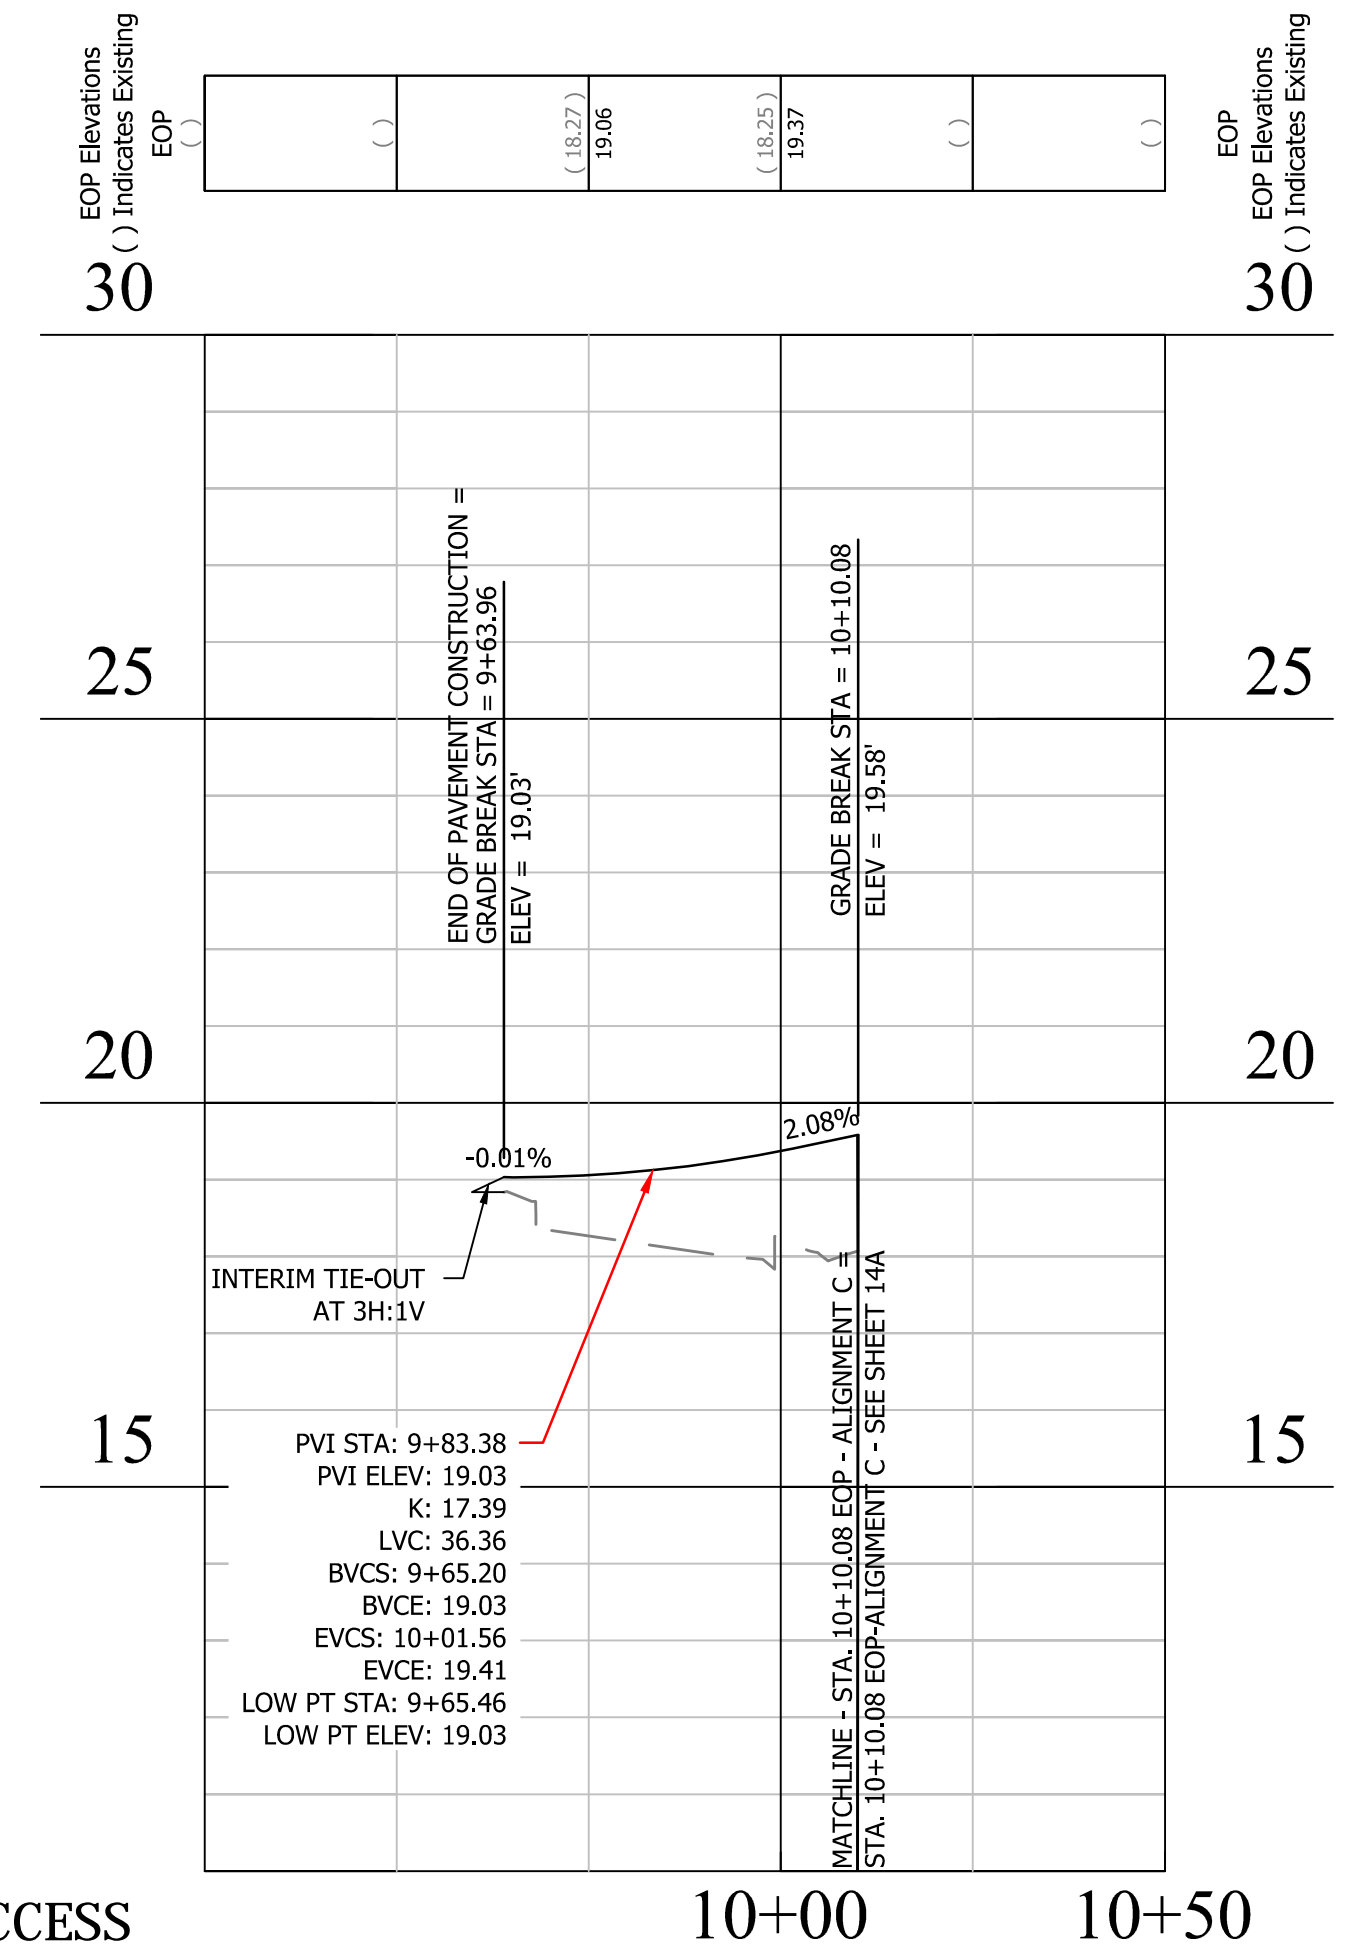 EOP Elevations
( ) Indicates Existing
EOP
( )
( )
( 18.27 )
19.06
( 18.25 )
19.37
( )
( )
EOP
EOP Elevations
( ) Indicates Existing
30
30
END OF PAVEMENT CONSTRUCTION =
GRADE BREAK STA = 9+63.96
ELEV = 19.03'
GRADE BREAK STA = 10+10.08
ELEV = 19.58'
25
25
20
20
-0.01%
2.08%
INTERIM TIE-OUT
AT 3H:1V
15
15
PVI STA: 9+83.38
PVI ELEV: 19.03
K: 17.39
LVC: 36.36
BVCS: 9+65.20
BVCE: 19.03
EVCS: 10+01.56
EVCE: 19.41
LOW PT STA: 9+65.46
LOW PT ELEV: 19.03
MATCHLINE - STA. 10+10.08 EOP - ALIGNMENT C =
STA. 10+10.08 EOP-ALIGNMENT C - SEE SHEET 14A
CCESS
10+00
10+50